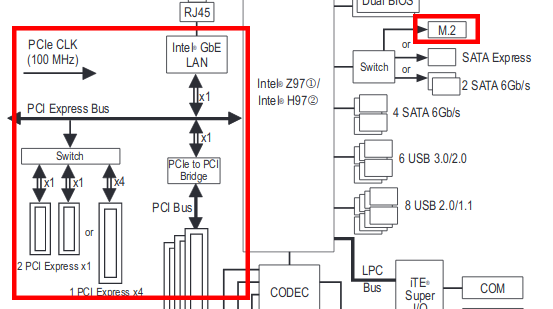 Dual BIOS
RJ45
M.2
PCIe CLK
(100 MHz)
Intel® GbE
LAN
or
SATA Express
Switch
or
2 SATA 6Gb/s
x1
Intel® Z97①/
Intel® H97②
PCI Express Bus
4 SATA 6Gb/s
x1
Switch
PCIe to PCI
Bridge
6 USB 3.0/2.0
x1
x1
x4
PCI Bus
8 USB 2.0/1.1
or
2 PCI Express x1
1 PCI Express x4
LPC
Bus
CODEC
iTE®
Super
I/O
COM